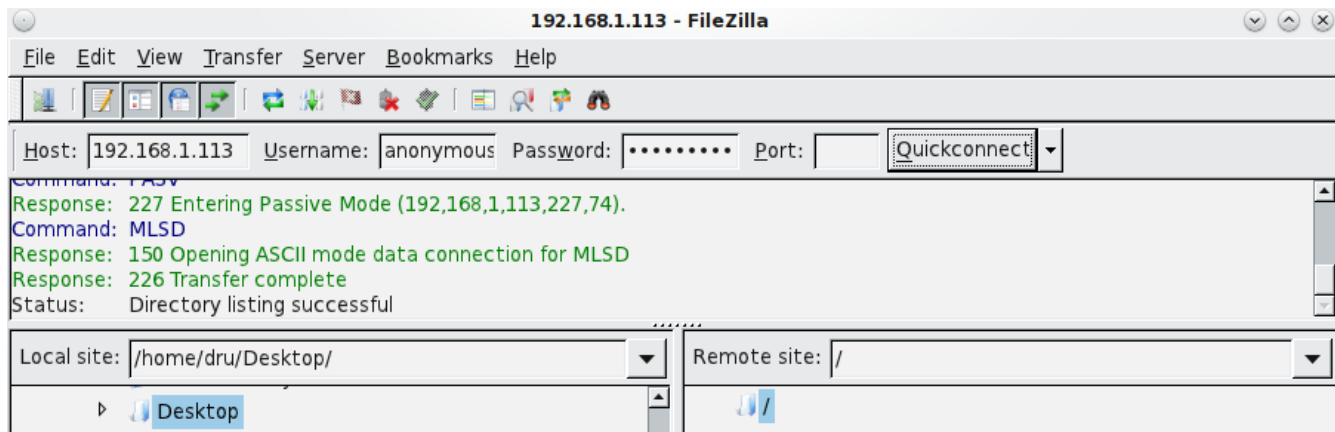 192.168.1.113 - FileZilla
File Edit View Transfer Server Bookmarks Help
Host: 192.168.1.113 Username: anonymous Password: ••••••••• Port: Quickconnect
Command: PASV
Response: 227 Entering Passive Mode (192,168,1,113,227,74).
Command: MLSD
Response: 150 Opening ASCII mode data connection for MLSD
Response: 226 Transfer complete
Status: Directory listing successful
Local site: /home/dru/Desktop/
Remote site: /
Desktop
/